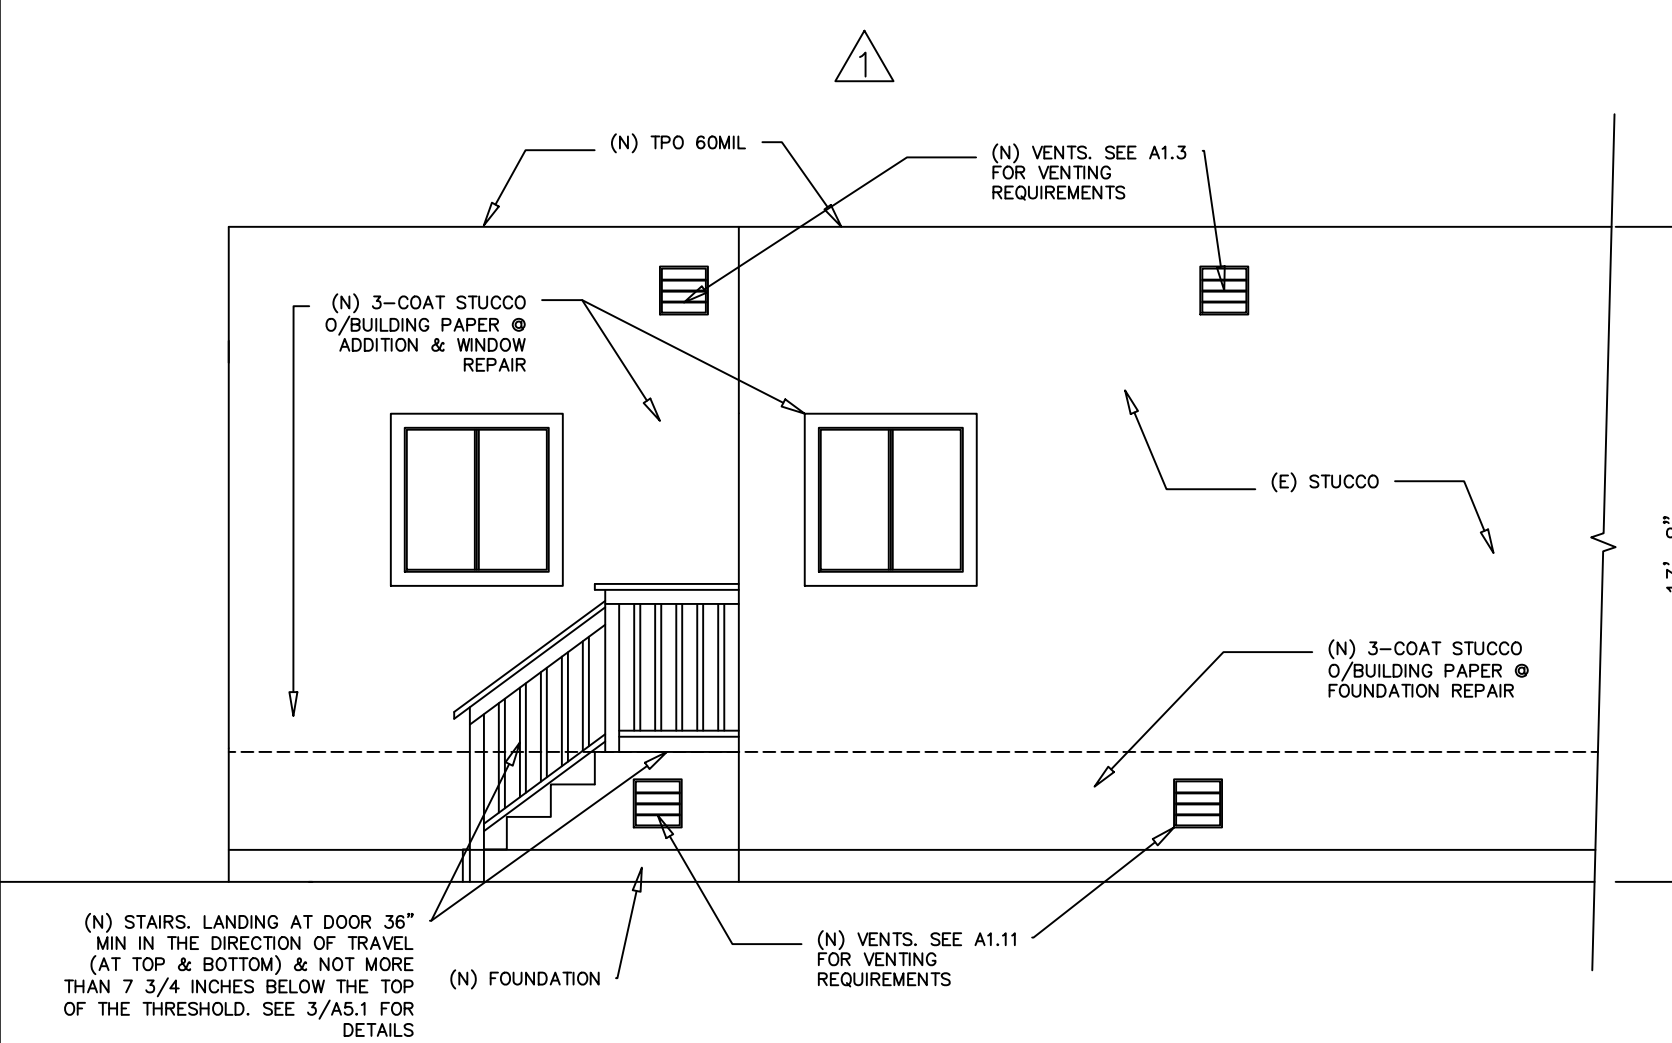 1
(N) TPO 60MIL
(N) VENTS. SEE A1.3
FOR VENTING
REQUIREMENTS
(N) 3-COAT STUCCO
O/BUILDING PAPER @
ADDITION & WINDOW
REPAIR
(E) STUCCO
(N) 3-COAT STUCCO
O/BUILDING PAPER @
FOUNDATION REPAIR
(N) STAIRS. LANDING AT DOOR 36"
MIN IN THE DIRECTION OF TRAVEL
(AT TOP & BOTTOM) & NOT MORE
THAN 7 3/4 INCHES BELOW THE TOP
OF THE THRESHOLD. SEE 3/A5.1 FOR
DETAILS
(N) FOUNDATION
(N) VENTS. SEE A1.11
FOR VENTING
REQUIREMENTS